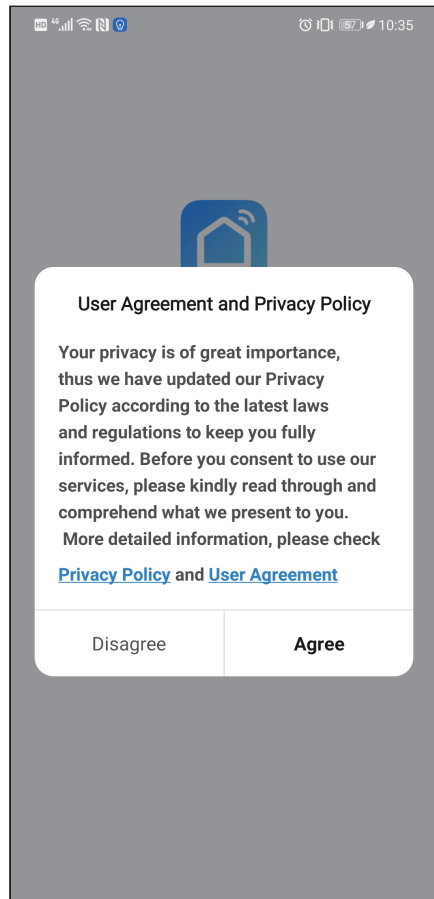 HD 4G 57 10:35
User Agreement and Privacy Policy
Your privacy is of great importance,
thus we have updated our Privacy
Policy according to the latest laws
and regulations to keep you fully
informed. Before you consent to use our
services, please kindly read through and
comprehend what we present to you.
More detailed information, please check
Privacy Policy and User Agreement
Disagree Agree